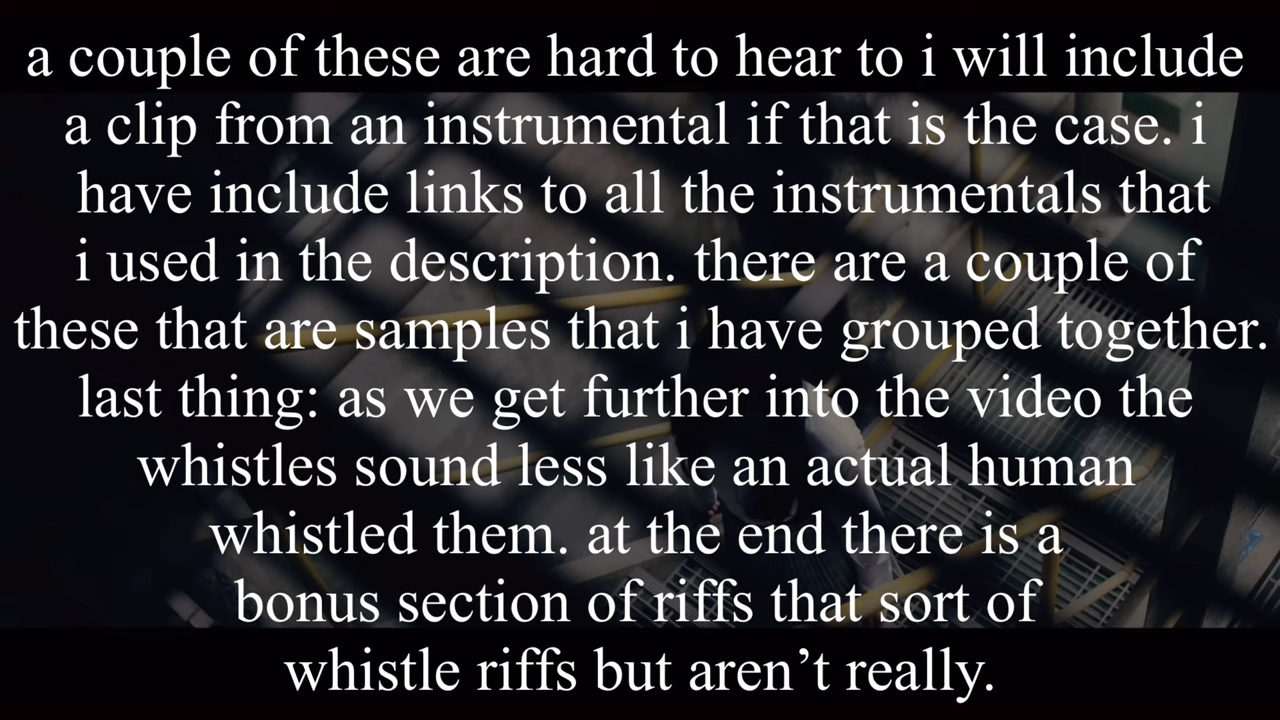 a couple of these are hard to hear to i will include
a clip from an instrumental if that is the case. i
have include links to all the instrumentals that
i used in the description. there are a couple of
these that are samples that i have grouped together.
last thing: as we get further into the video the
whistles sound less like an actual human
whistled them. at the end there is a
bonus section of riffs that sort of
whistle riffs but aren’t really.